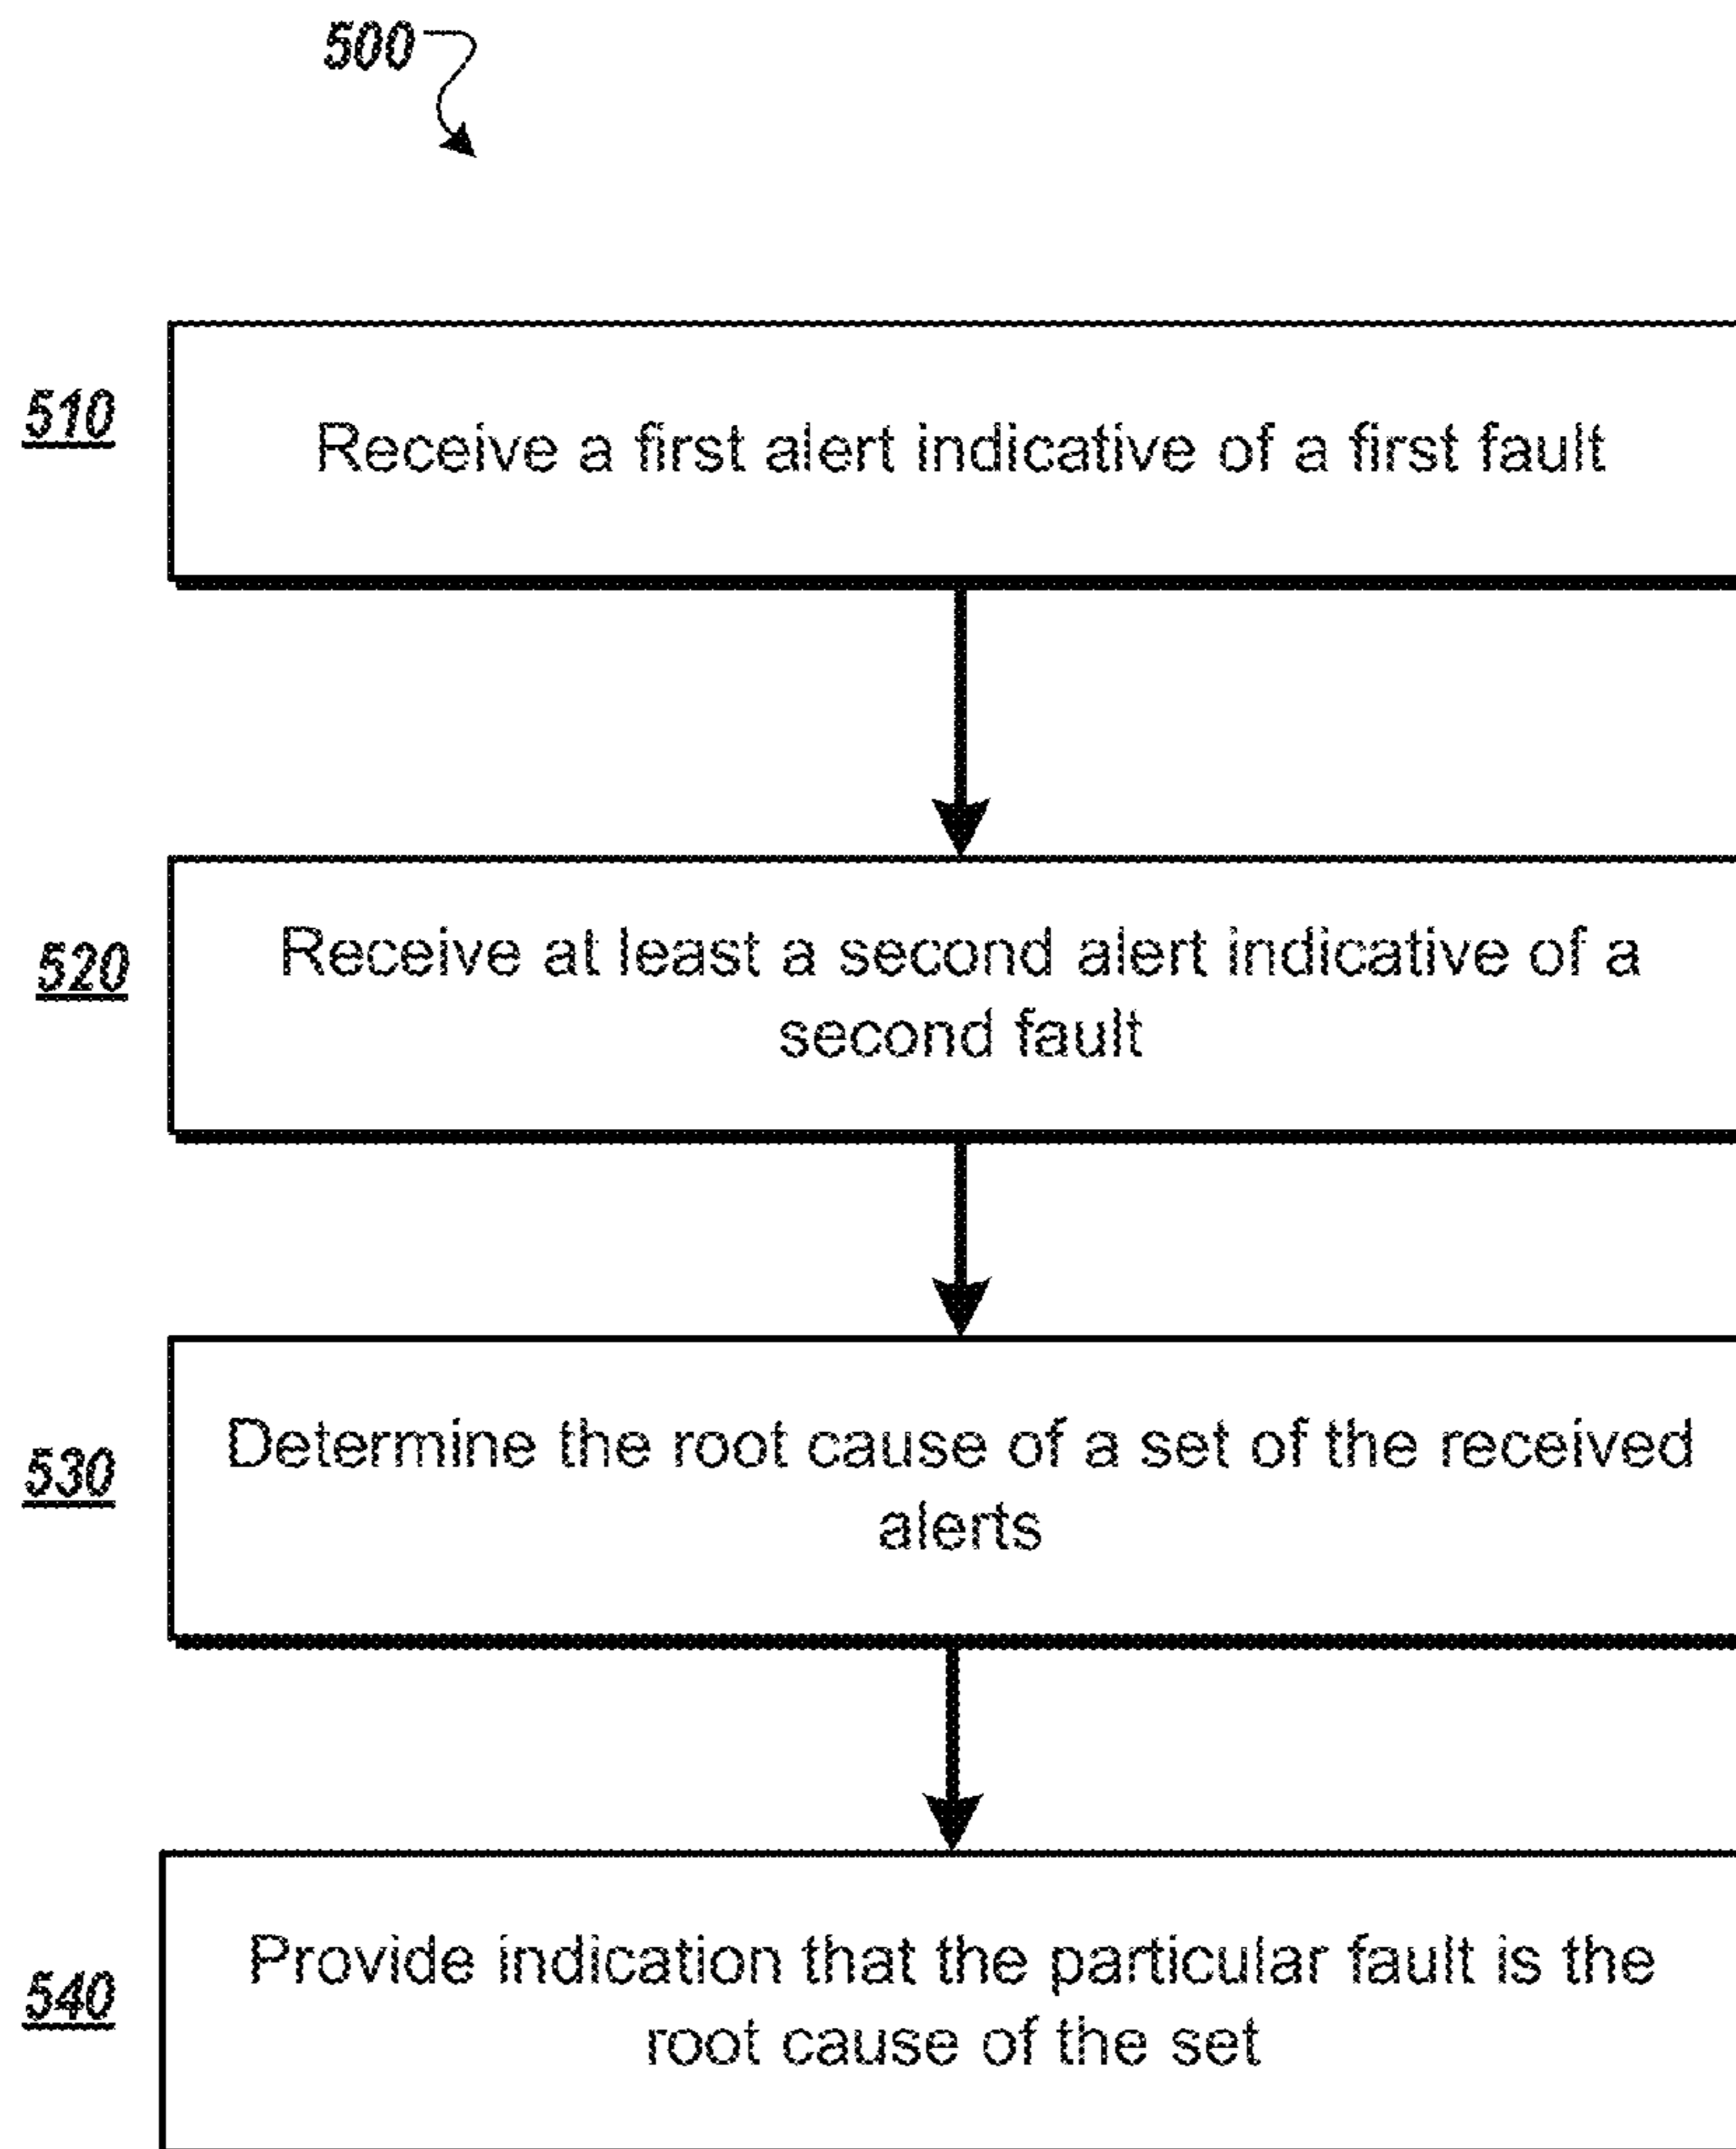 500
510
Receive a first alert indicative of a first fault
520
Receive at least a second alert indicative of a
second fault
530
Determine the root cause of a set of the received
alerts
540
Provide indication that the particular fault is the
root cause of the set